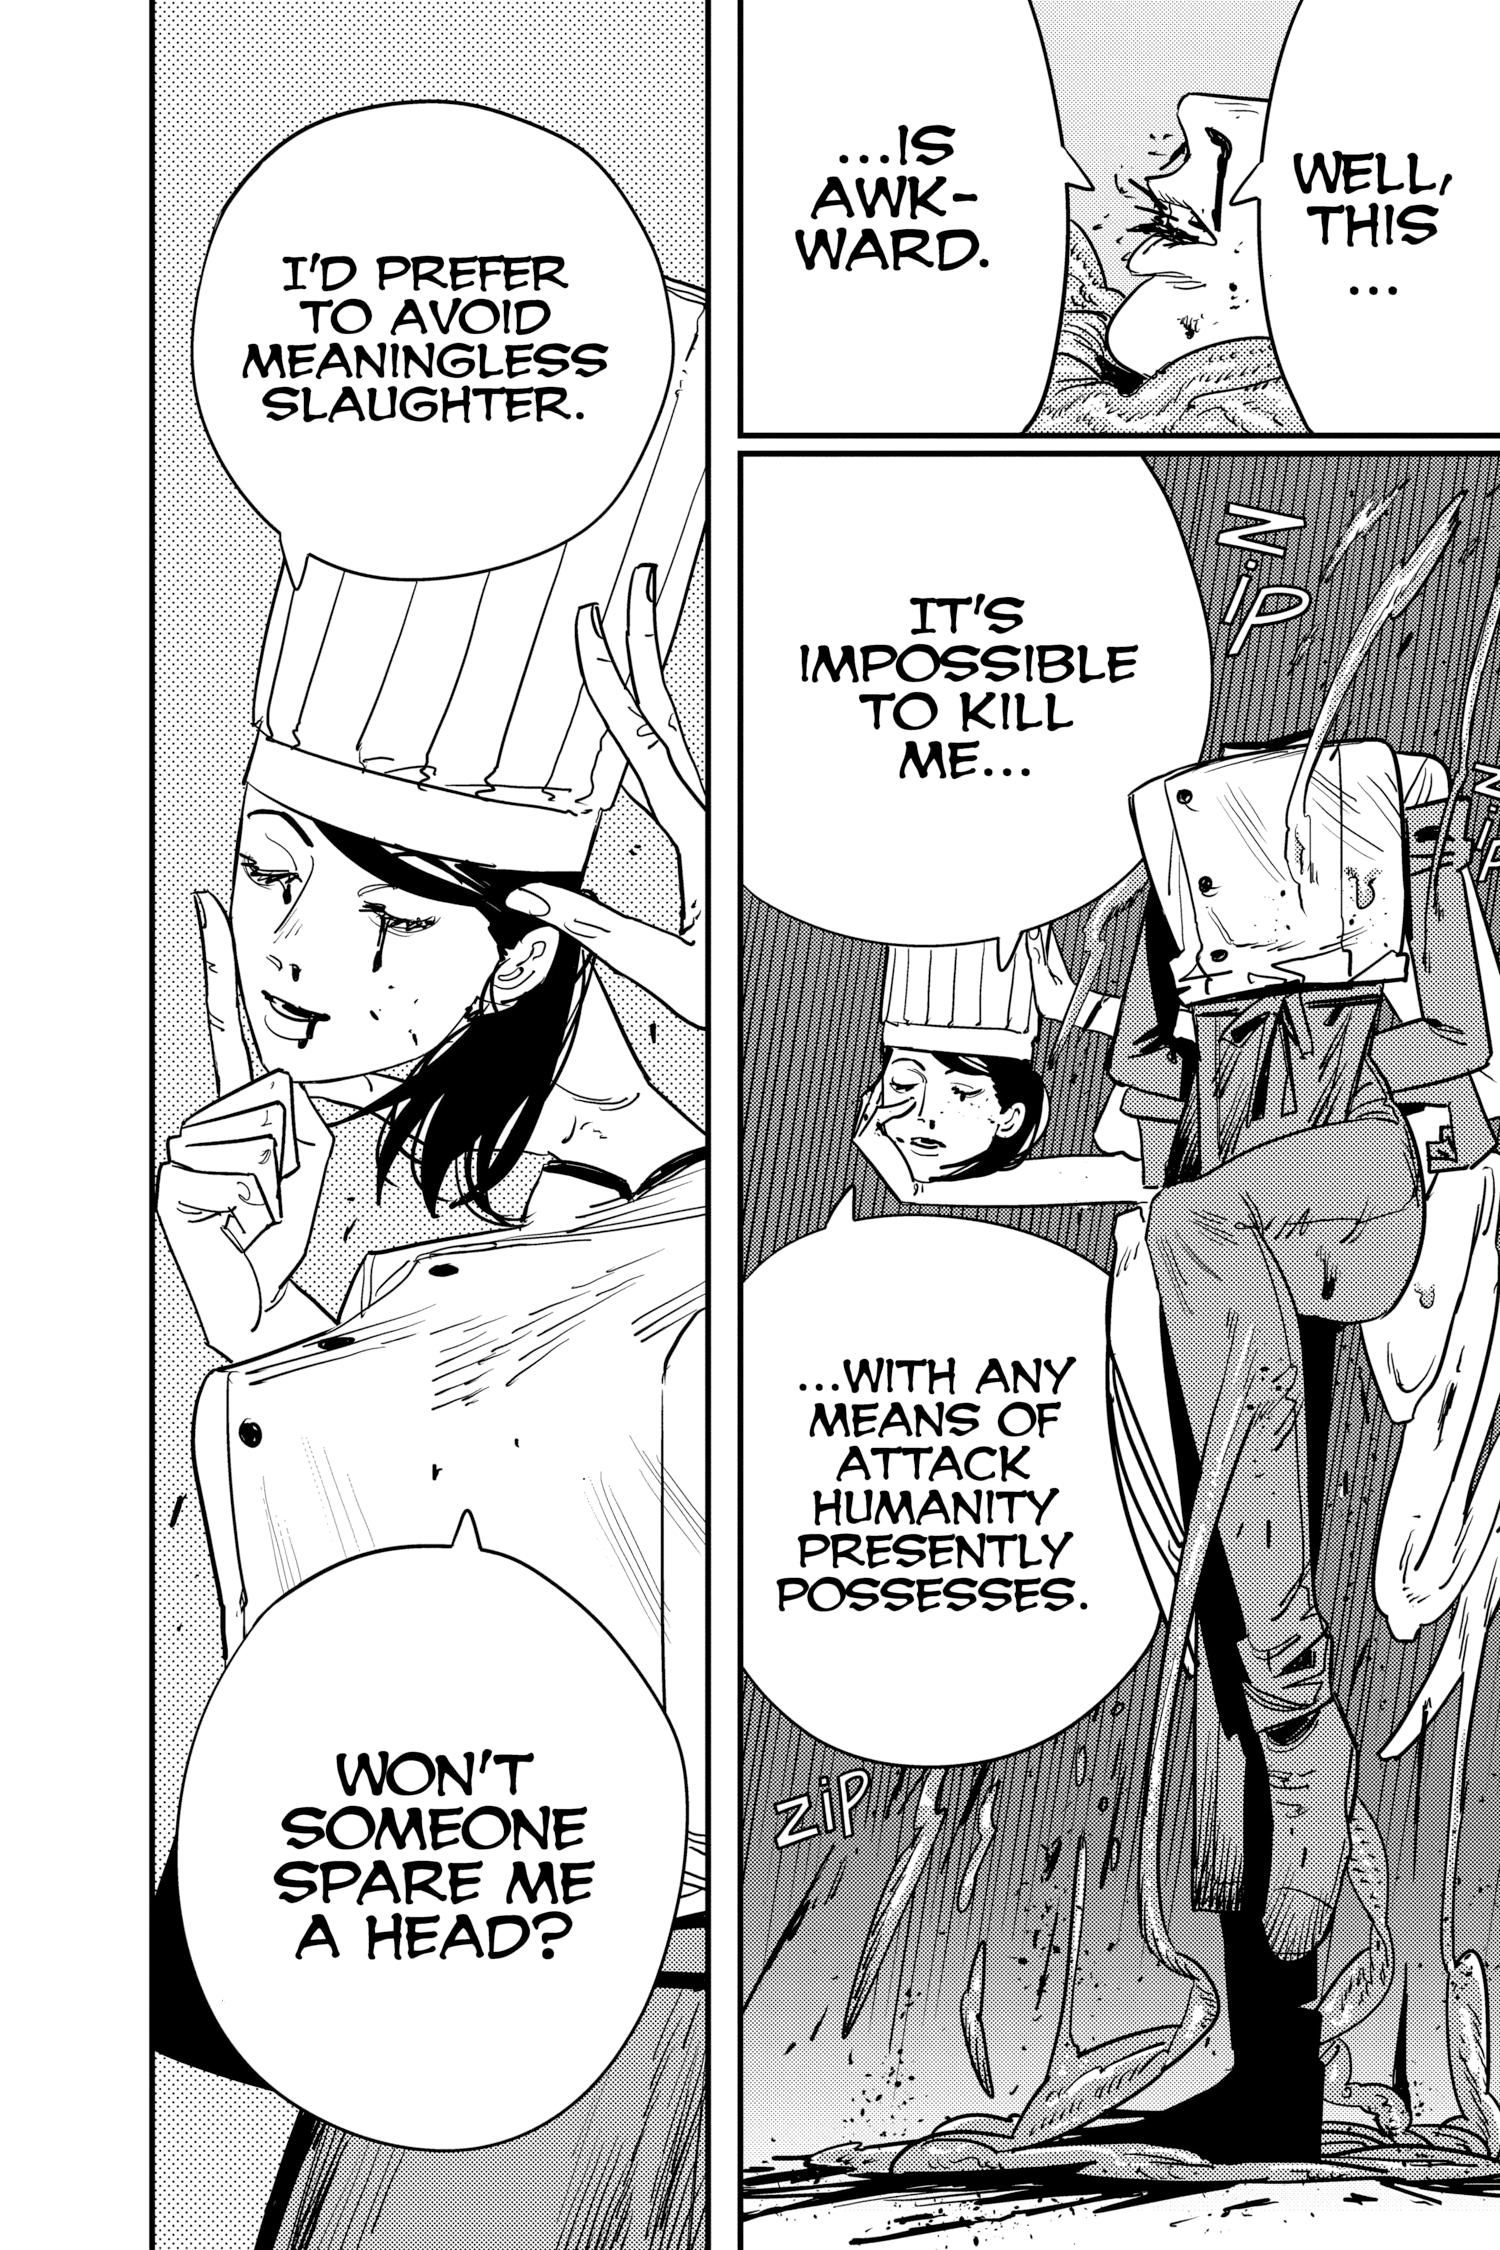 WELL,
THIS
...
...IS
AWK-
WARD.
ZIP
IT'S
IMPOSSIBLE
TO KILL
ME...
ZIP
...WITH ANY
MEANS OF
ATTACK
HUMANITY
PRESENTLY
POSSESSES.
ZIP
I'D PREFER
TO AVOID
MEANINGLESS
SLAUGHTER.
WON'T
SOMEONE
SPARE ME
A HEAD?